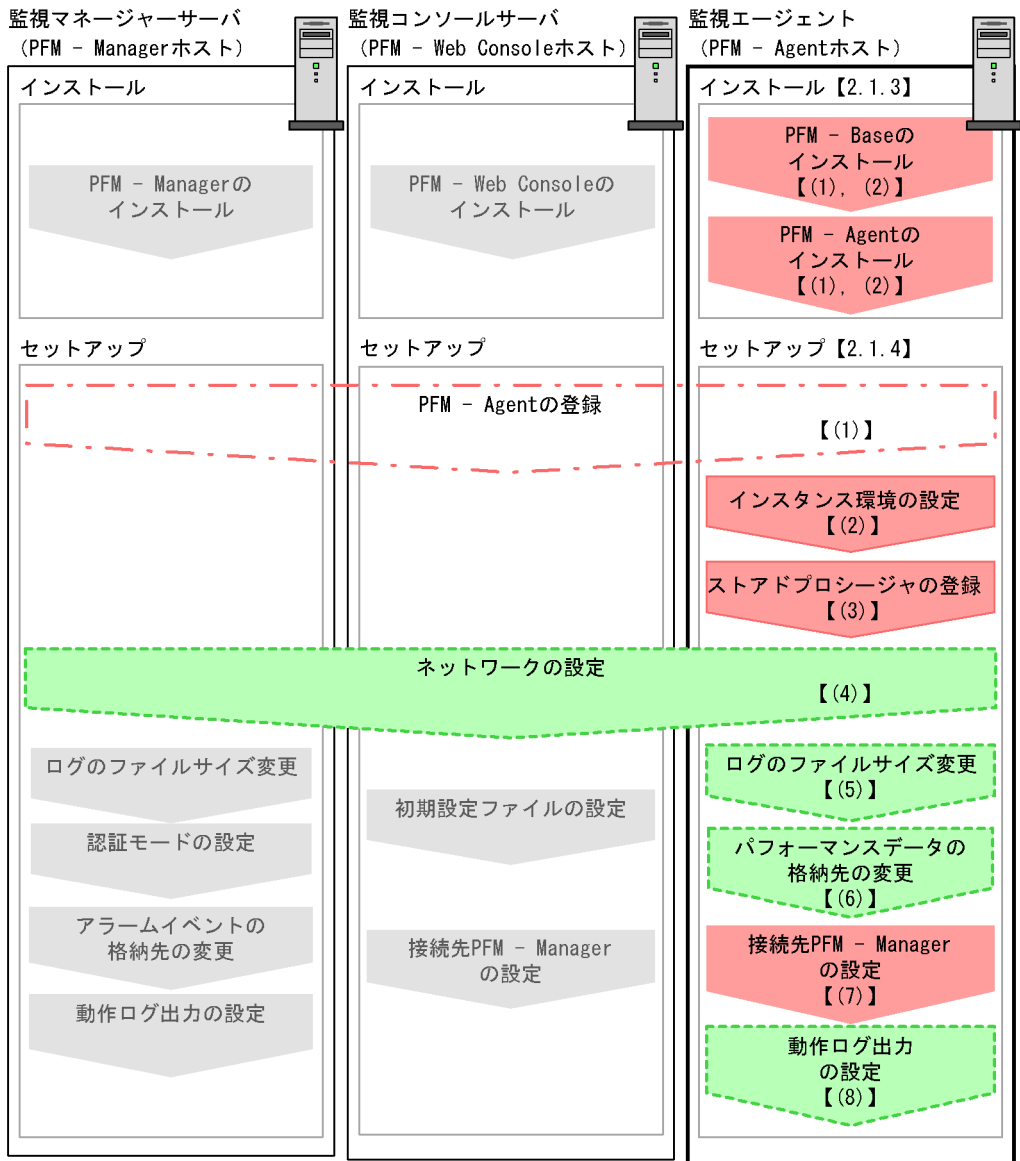 監視マネージャーサーバ
(PFM - Managerホスト)
インストール
PFM - Managerの
インストール
セットアップ
監視コンソールサーバ
(PFM - Web Consoleホスト)
インストール
PFM - Web Consoleの
インストール
セットアップ
監視エージェント
(PFM - Agentホスト)
インストール【2.1.3】
PFM - Baseの
インストール
【(1), (2)】
PFM - Agentの
インストール
【(1), (2)】
セットアップ【2.1.4】
PFM - Agentの登録
【(1)】
インスタンス環境の設定
【(2)】
ストアドプロシージャの登録
【(3)】
ネットワークの設定
【(4)】
ログのファイルサイズ変更
認証モードの設定
アラームイベントの
格納先の変更
動作ログ出力の設定
初期設定ファイルの設定
接続先PFM - Manager
の設定
ログのファイルサイズ変更
【(5)】
パフォーマンスデータの
格納先の変更
【(6)】
接続先PFM - Manager
の設定
【(7)】
動作ログ出力
の設定
【(8)】